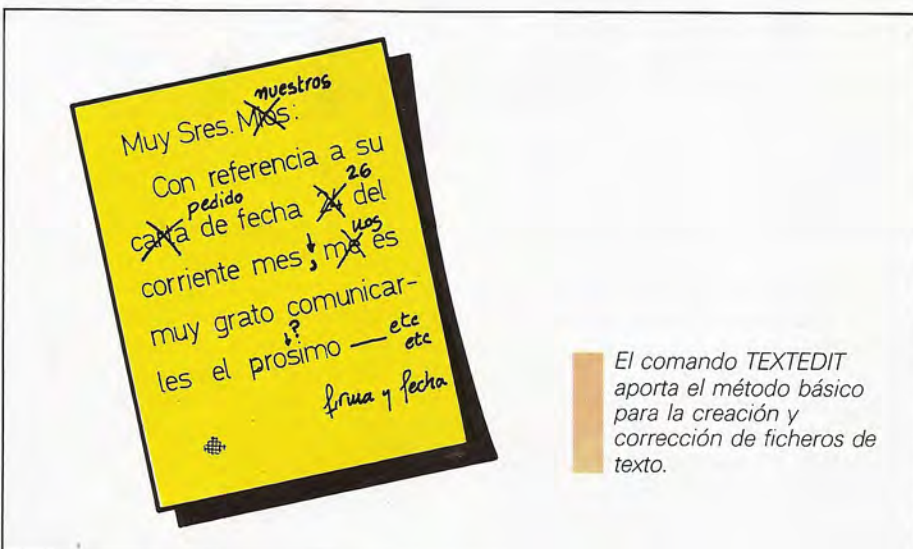 nuestros
Muy Sres. Míos:
Con referencia a su
pedido 26
carta de fecha 24 del
nos
corriente mes, me es
muy grato comunicar-
? etc
les el prosimo — etc
firma y fecha
El comando TEXTEDIT
aporta el método básico
para la creación y
corrección de ficheros de
texto.